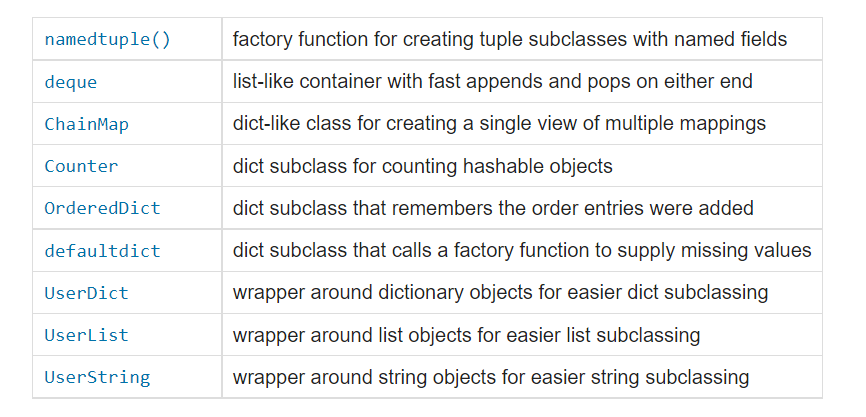 namedtuple() factory function for creating tuple subclasses with named fields
deque list-like container with fast appends and pops on either end
ChainMap dict-like class for creating a single view of multiple mappings
Counter dict subclass for counting hashable objects
OrderedDict dict subclass that remembers the order entries were added
defaultdict dict subclass that calls a factory function to supply missing values
UserDict wrapper around dictionary objects for easier dict subclassing
UserList wrapper around list objects for easier list subclassing
UserString wrapper around string objects for easier string subclassing